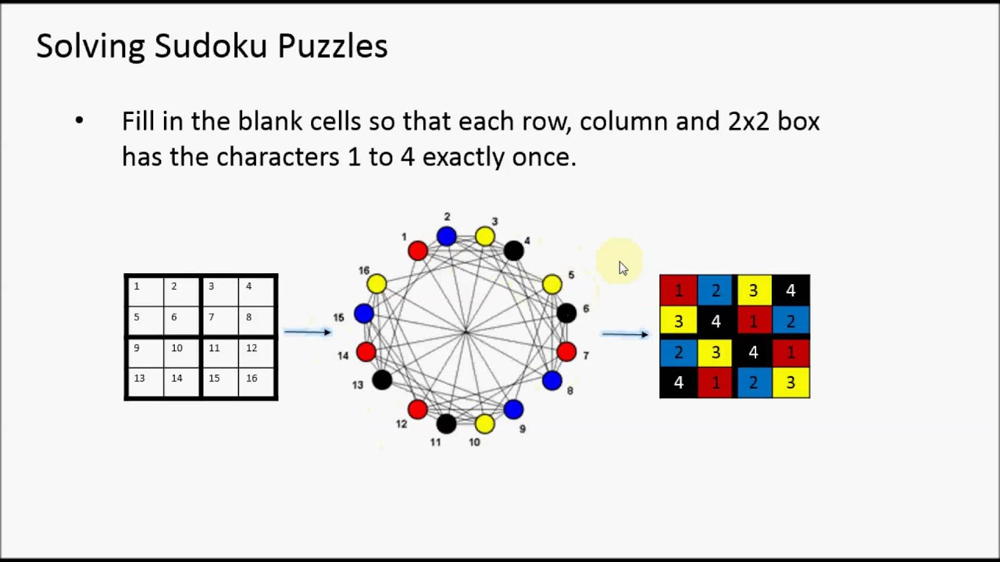 Solving Sudoku Puzzles
• Fill in the blank cells so that each row, column and 2x2 box
has the characters 1 to 4 exactly once.
1 2 3 4
5 6 7 8
9 10 11 12
13 14 15 16
2
3
1
4
16
5
6
15
14
7
13
8
12
9
11
10
1 2 3 4
3 4 1 2
2 3 4 1
4 1 2 3